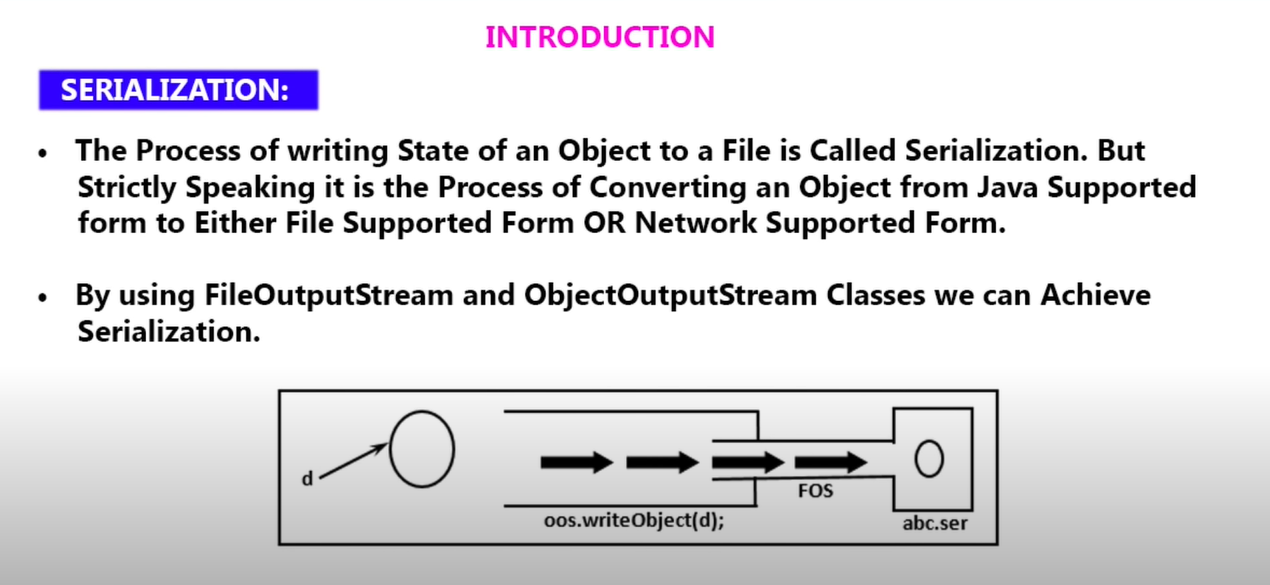 INTRODUCTION
SERIALIZATION:
• The Process of writing State of an Object to a File is Called Serialization. But
Strictly Speaking it is the Process of Converting an Object from Java Supported
form to Either File Supported Form OR Network Supported Form.
• By using FileOutputStream and ObjectOutputStream Classes we can Achieve
Serialization.
d
FOS
oos.writeObject(d);
abc.ser